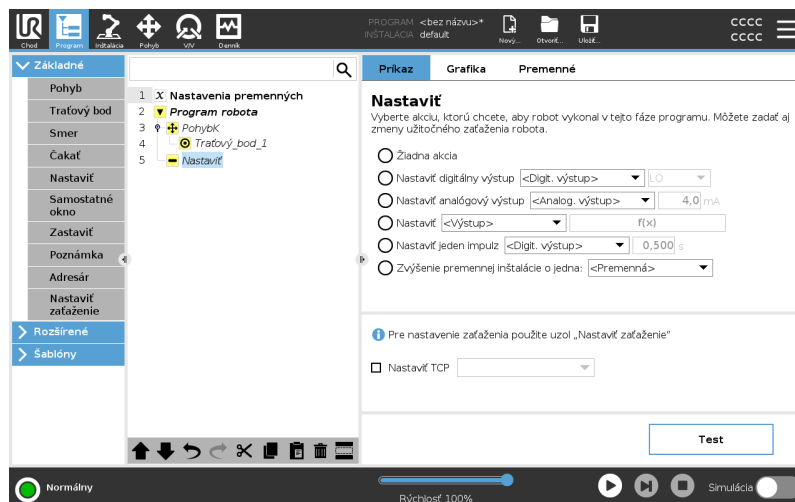 UR
Chod
Program
Inštalácia
Pohyb
V/V
Denník
PROGRAM <bez názvu>*
INŠTALÁCIA default
Nový...
Otvoriť...
Uložiť...
CCCC
CCCC
Základné
Pohyb
Traťový bod
Smer
Čakať
Nastaviť
Samostatné
okno
Zastaviť
Poznámka
Adresár
Nastaviť
zaťaženie
Rozšírené
Šablóny
1 X Nastavenia premenných
2 Program robota
3 PohybK
4 Traťový_bod_1
5 Nastaviť
Príkaz Grafika Premenné
Nastaviť
Vyberte akciu, ktorú chcete, aby robot vykonal v tejto fáze programu. Môžete zadať aj
zmeny užitočného zaťaženia robota.
Žiadna akcia
Nastaviť digitálny výstup <Digit. výstup> LO
Nastaviť analógový výstup <Analog. výstup> 4,0 mA
Nastaviť <Výstup> f(x)
Nastaviť jeden impulz <Digit. výstup> 0,500 s
Zvýšenie premennej inštalácie o jedna: <Premenná>
Pre nastavenie zaťaženia použite uzol „Nastaviť zaťaženie“
Nastaviť TCP
Test
Normálny
Rýchlosť 100%
Simulácia